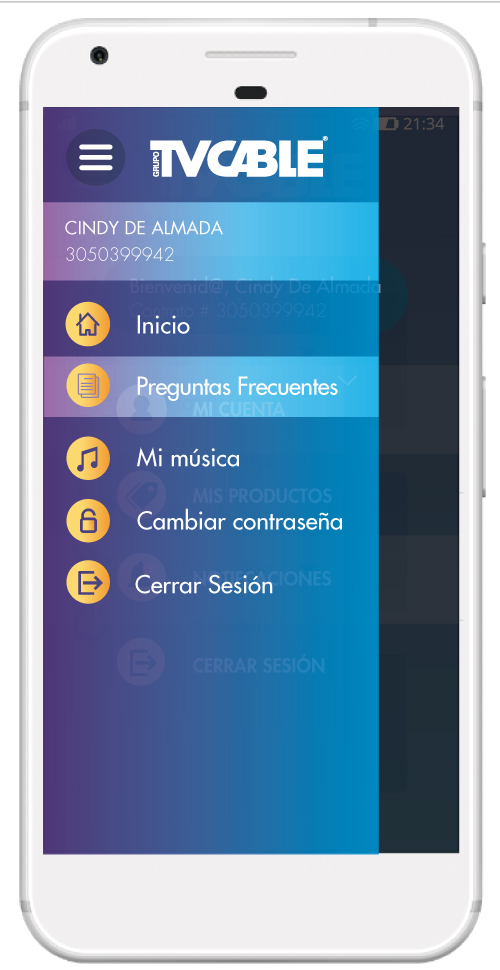 21:34
GRUPO TVCABLE®
CINDY DE ALMADA
3050399942
Bienvenid@, Cindy De Almada
Contrato # 3050399942
Inicio
Preguntas Frecuentes
MI CUENTA
Mi música
MIS PRODUCTOS
Cambiar contraseña
NOTIFICACIONES
Cerrar Sesión
CERRAR SESIÓN